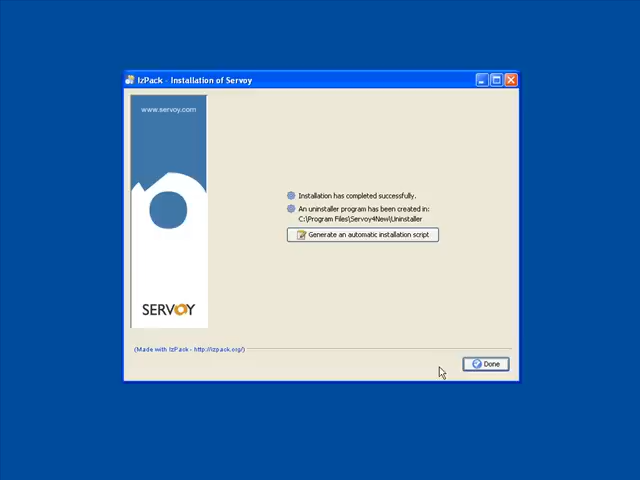 IzPack - Installation of Servoy
www.servoy.com
Installation has completed successfully.
An uninstaller program has been created in:
C:\Program Files\Servoy4New\Uninstaller
Generate an automatic installation script
SERVOY
(Made with IzPack - http://izpack.org/)
Done